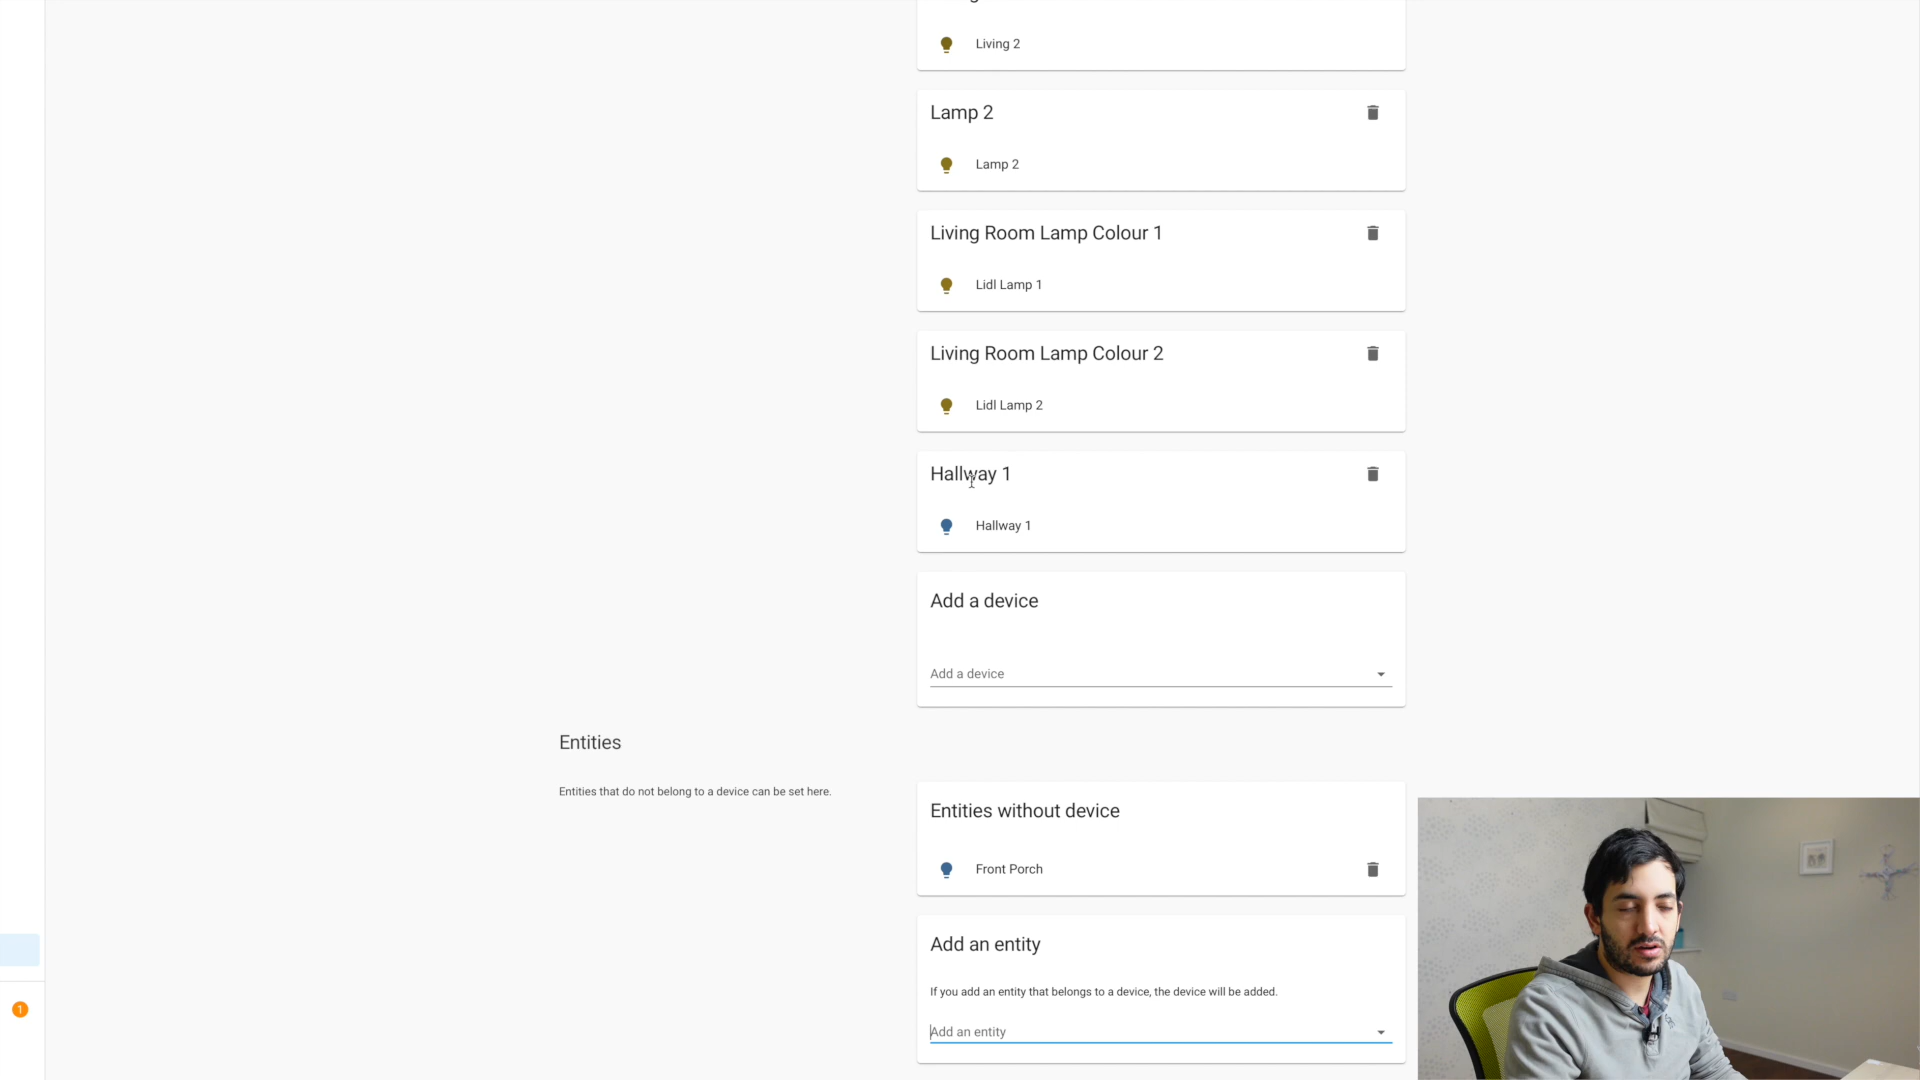 Living 2
Lamp 2
Lamp 2
Living Room Lamp Colour 1
Lidl Lamp 1
Living Room Lamp Colour 2
Lidl Lamp 2
Hallway 1
Hallway 1
Add a device
Add a device
Entities
Entities that do not belong to a device can be set here.
Entities without device
Front Porch
Add an entity
If you add an entity that belongs to a device, the device will be added.
Add an entity
1